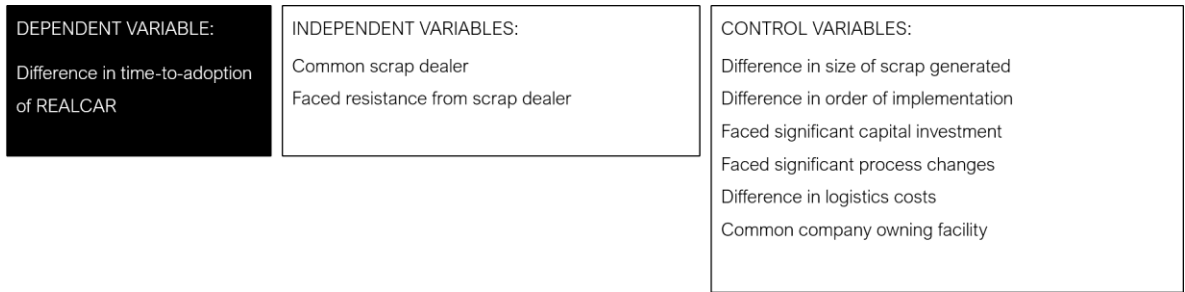 DEPENDENT VARIABLE:
Difference in time-to-adoption
of REALCAR
INDEPENDENT VARIABLES:
Common scrap dealer
Faced resistance from scrap dealer
CONTROL VARIABLES:
Difference in size of scrap generated
Difference in order of implementation
Faced significant capital investment
Faced significant process changes
Difference in logistics costs
Common company owning facility